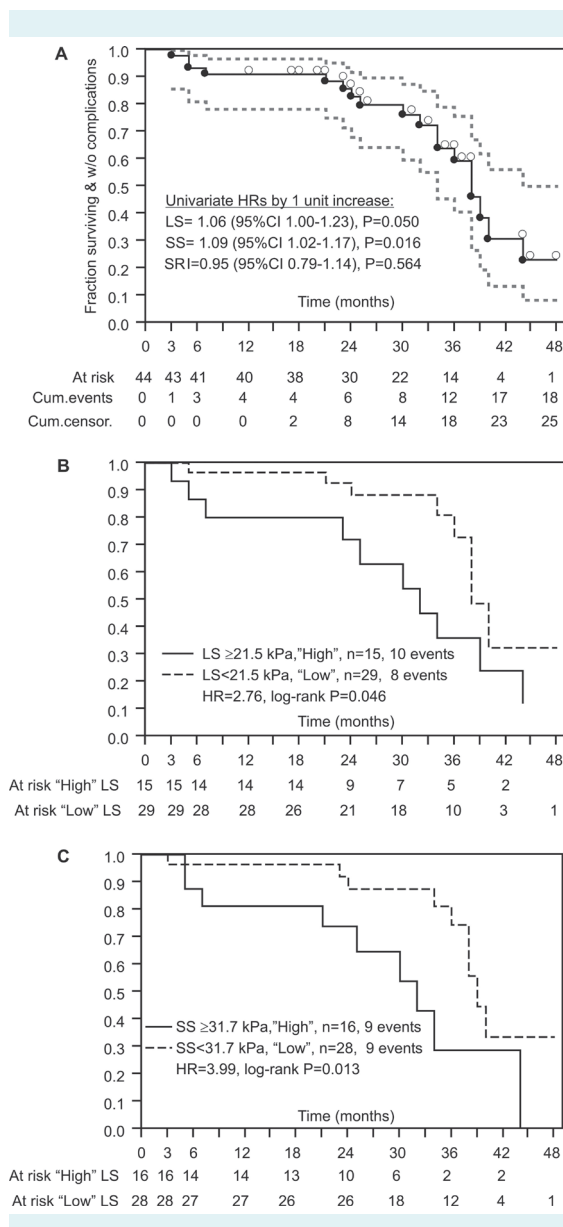 A
Fraction surviving & w/o complications
1.0
0.9
0.8
0.7
0.6
0.5
0.4
0.3
0.2
0.1
0.0
Univariate HRs by 1 unit increase:
LS= 1.06 (95%CI 1.00-1.23), P=0.050
SS= 1.09 (95%CI 1.02-1.17), P=0.016
SRI=0.95 (95%CI 0.79-1.14), P=0.564
Time (months)
0 3 6 12 18 24 30 36 42 48
At risk 44 43 41 40 38 30 22 14 4 1
Cum.events 0 1 3 4 4 6 8 12 17 18
Cum.censor. 0 0 0 0 2 8 14 18 23 25
B
1.0
0.9
0.8
0.7
0.6
0.5
0.4
0.3
0.2
0.1
0.0
LS ≥21.5 kPa,"High", n=15, 10 events
LS<21.5 kPa, "Low", n=29, 8 events
HR=2.76, log-rank P=0.046
Time (months)
0 3 6 12 18 24 30 36 42 48
At risk "High" LS 15 15 14 14 14 9 7 5 2
At risk "Low" LS 29 29 28 28 26 21 18 10 3 1
C
1.0
0.9
0.8
0.7
0.6
0.5
0.4
0.3
0.2
0.1
0.0
SS ≥31.7 kPa,"High", n=16, 9 events
SS<31.7 kPa, "Low", n=28, 9 events
HR=3.99, log-rank P=0.013
Time (months)
0 3 6 12 18 24 30 36 42 48
At risk "High" LS 16 16 14 14 13 10 6 2 2
At risk "Low" LS 28 28 27 27 26 26 18 12 4 1